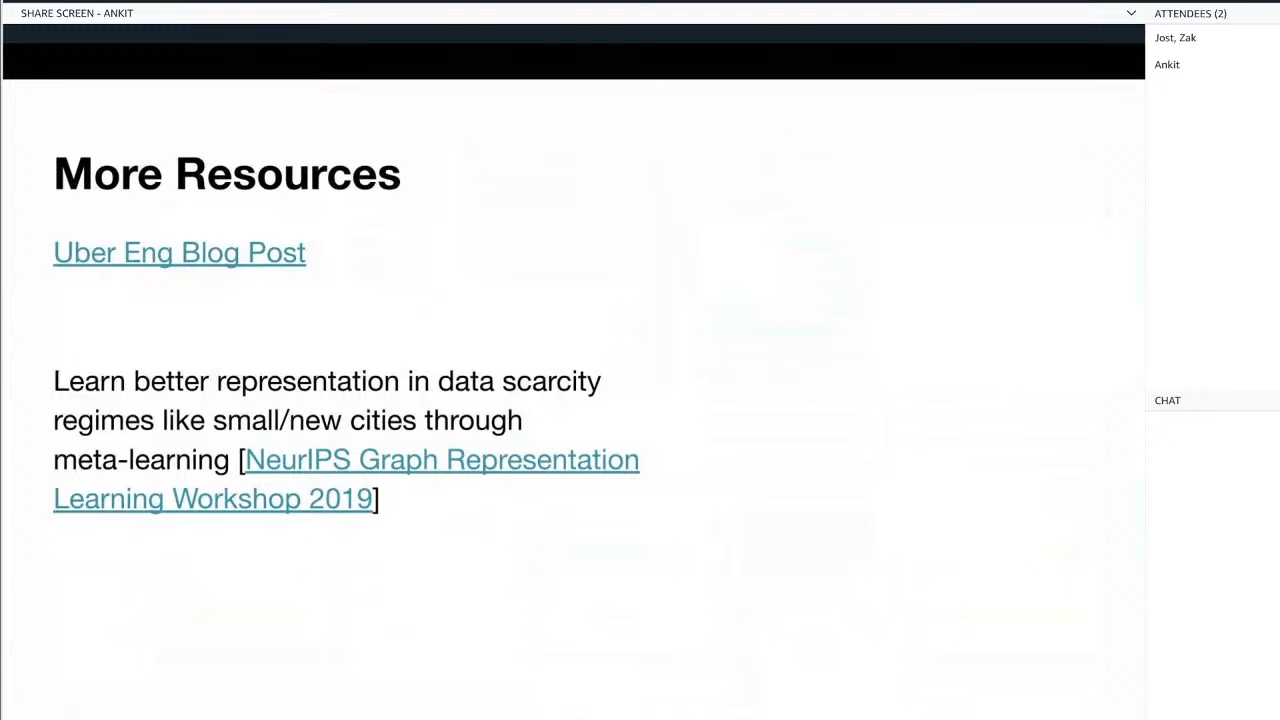 SHARE SCREEN - ANKIT
ATTENDEES (2)
Jost, Zak
Ankit
More Resources
Uber Eng Blog Post
Learn better representation in data scarcity
regimes like small/new cities through
meta-learning [NeurIPS Graph Representation
Learning Workshop 2019]
CHAT